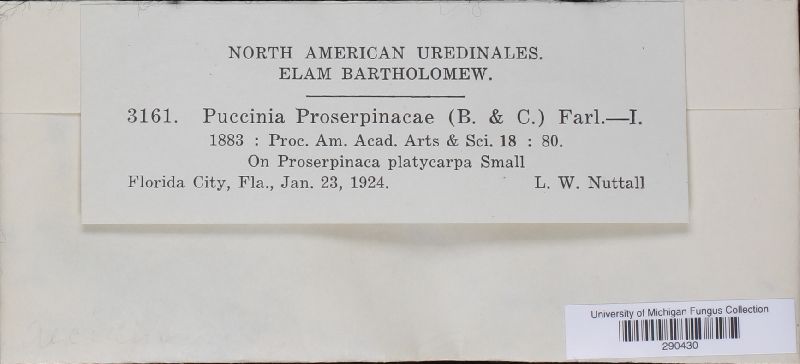 NORTH AMERICAN UREDINALES.
ELAM BARTHOLOMEW.
3161. Puccinia Proserpinacae (B. & C.) Farl.—I.
1883 : Proc. Am. Acad. Arts & Sci. 18 : 80.
On Proserpinaca platycarpa Small
Florida City, Fla., Jan. 23, 1924. L. W. Nuttall
University of Michigan Fungus Collection
290430